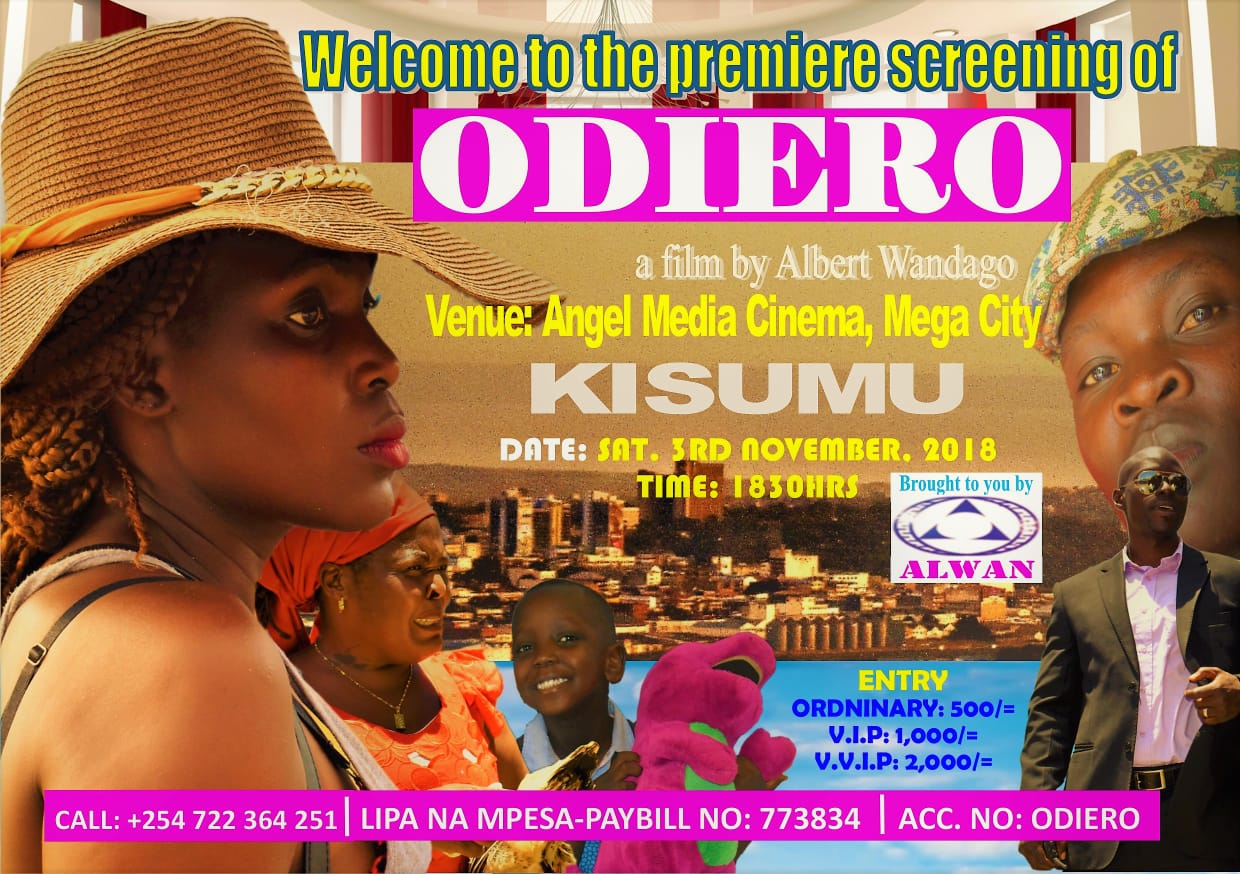 Welcome to the premiere screening of
ODIERO
a film by Albert Wandago
Venue: Angel Media Cinema, Mega City
KISUMU
DATE: SAT. 3RD NOVEMBER, 2018
TIME: 1830HRS
Brought to you by
ALWAN
ENTRY
ORDNINARY: 500/=
V.I.P: 1,000/=
V.V.I.P: 2,000/=
CALL: +254 722 364 251 | LIPA NA MPESA-PAYBILL NO: 773834 | ACC. NO: ODIERO